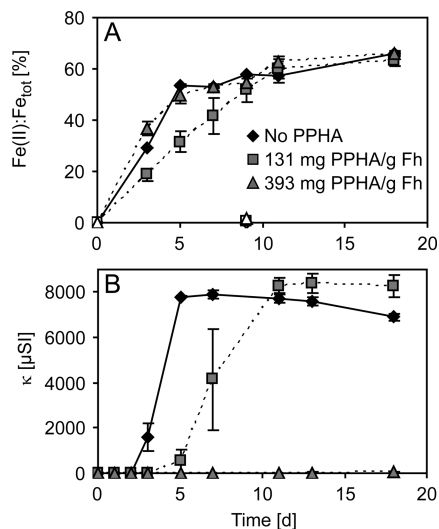 A
Fe(II):Fetot [%]
80
60
40
20
0
No PPHA
131 mg PPHA/g Fh
393 mg PPHA/g Fh
0 5 10 15 20
B
κ [µSI]
8000
6000
4000
2000
0
0 5 10 15 20
Time [d]